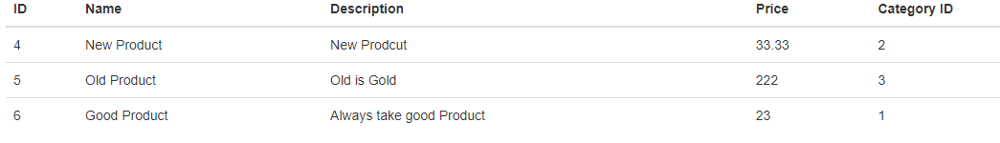 ID Name Description Price Category ID
4 New Product New Prodcut 33.33 2
5 Old Product Old is Gold 222 3
6 Good Product Always take good Product 23 1